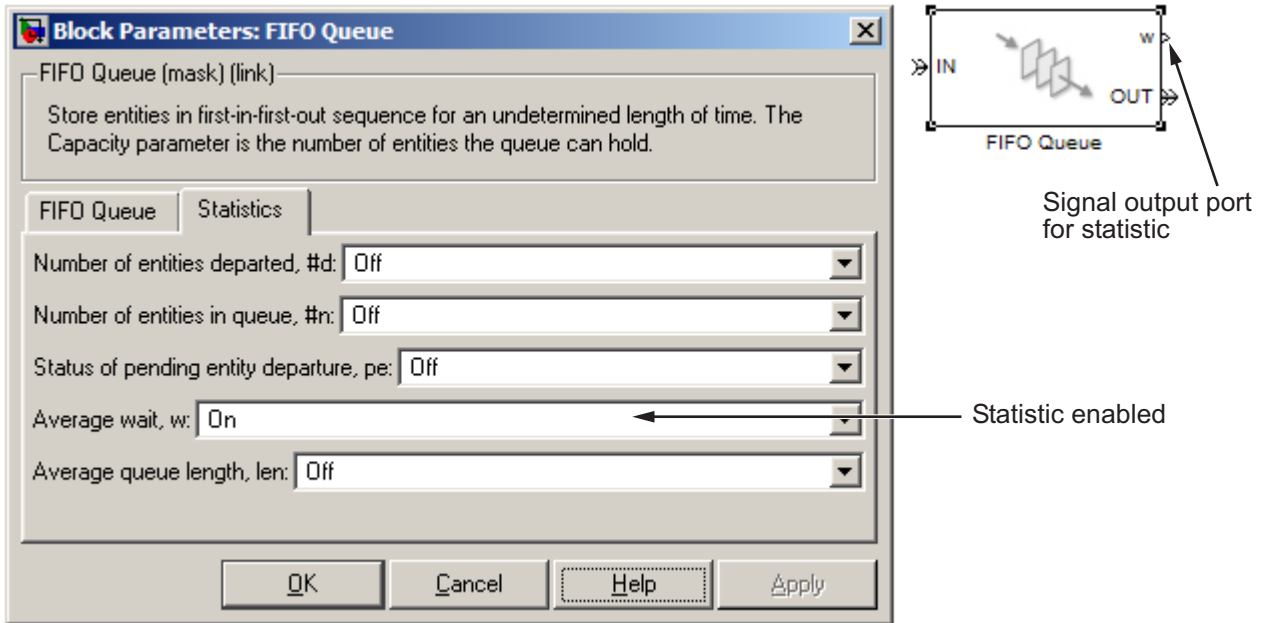 Block Parameters: FIFO Queue
FIFO Queue (mask) (link)
Store entities in first-in-first-out sequence for an undetermined length of time. The
Capacity parameter is the number of entities the queue can hold.
FIFO Queue
Statistics
Number of entities departed, #d: Off
Number of entities in queue, #n: Off
Status of pending entity departure, pe: Off
Average wait, w: On
Average queue length, len: Off
OK
Cancel
Help
Apply
w
IN
OUT
FIFO Queue
Signal output port
for statistic
Statistic enabled